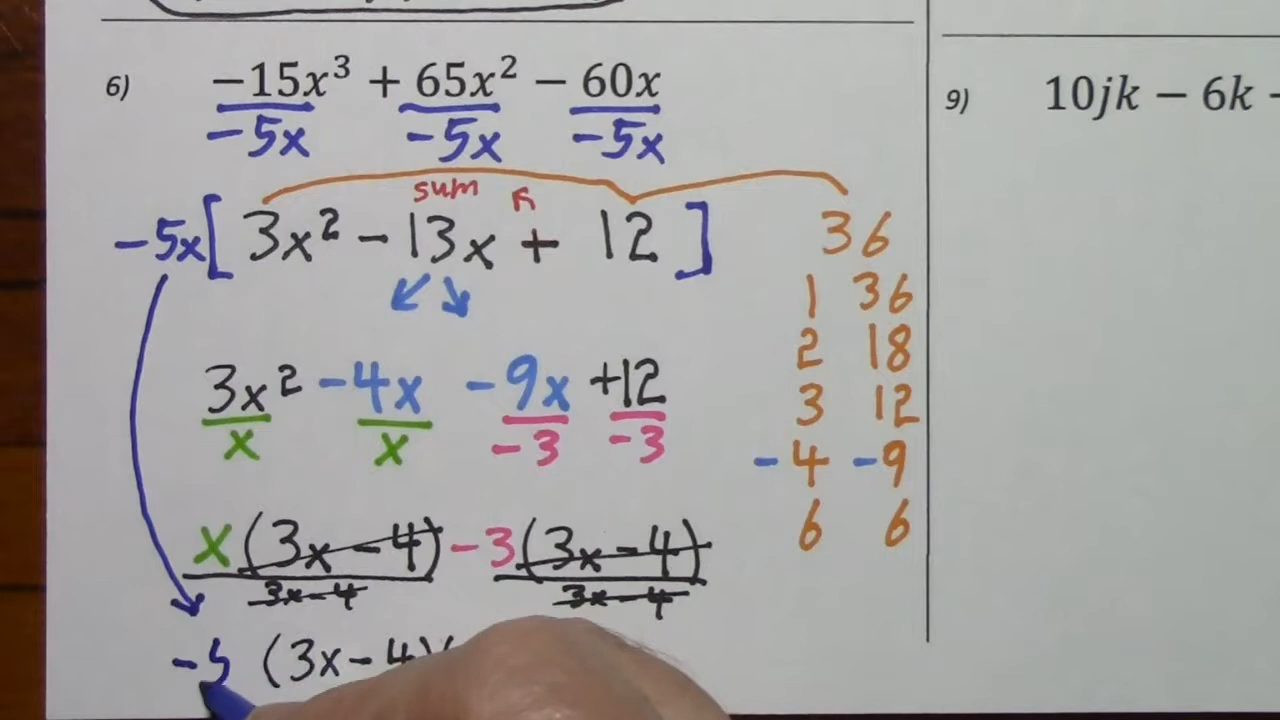 6) −15x³ + 65x² − 60x
−5x −5x −5x
sum
−5x[ 3x² − 13x + 12 ]
3x² −4x −9x +12
x x −3 −3
x(3x − 4) −3(3x − 4)
3x−4 3x−4
−5 (3x − 4)(
36
1 36
2 18
3 12
−4 −9
6 6
9) 10jk − 6k −